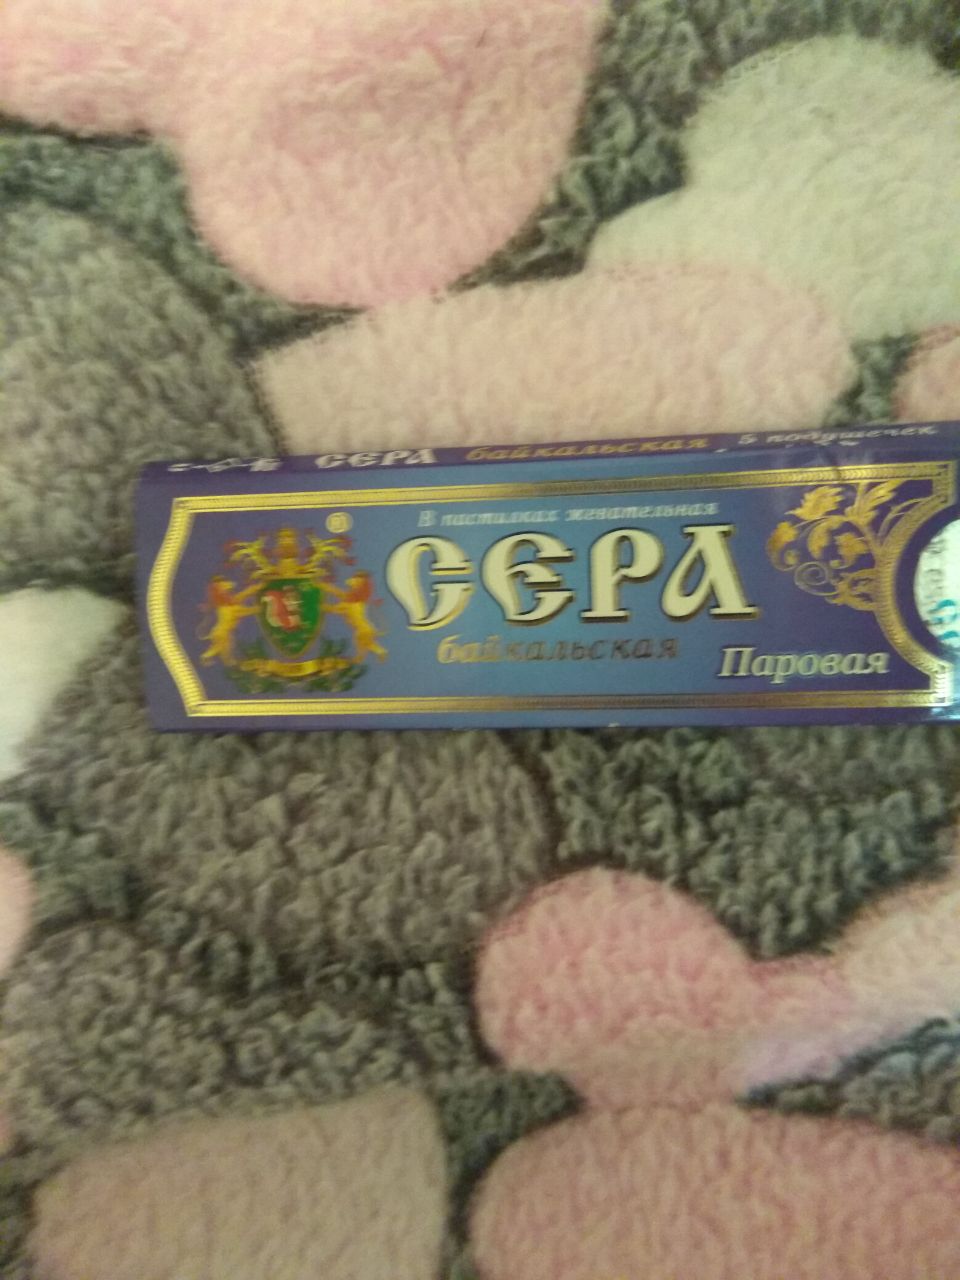 СЕРА байкальская 5 подушечек
®
В пастилках жевательная
СЕРА
байкальская
Паровая